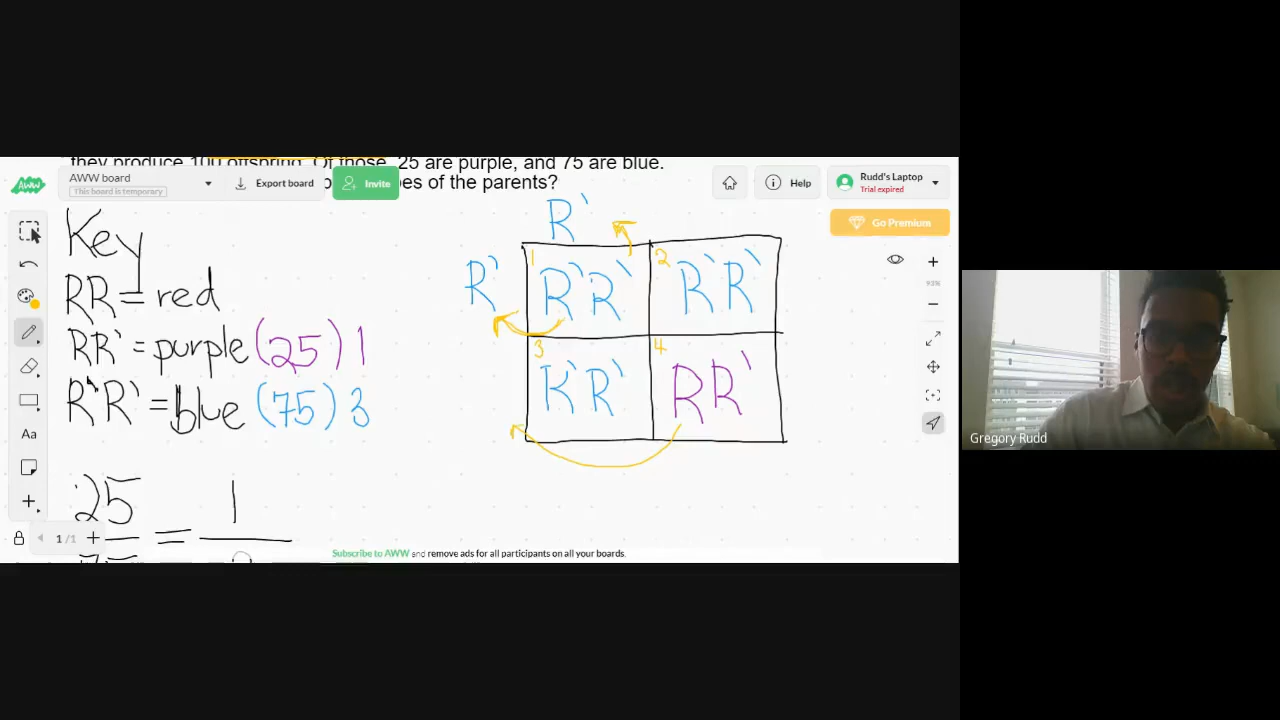 they produce 100 offspring. Of those, 25 are purple, and 75 are blue.
es of the parents?
AWW
AWW board
This board is temporary
Export board
Invite
Help
Rudd's Laptop
Trial expired
Go Premium
Key
RR = red
RR` = purple (25) 1
R`R` = blue (75) 3
25
=
1
R`
R`
1
R`R`
2
R`R`
3
R`R`
4
RR`
93%
Aa
1/1
Subscribe to AWW and remove ads for all participants on all your boards.
Gregory Rudd